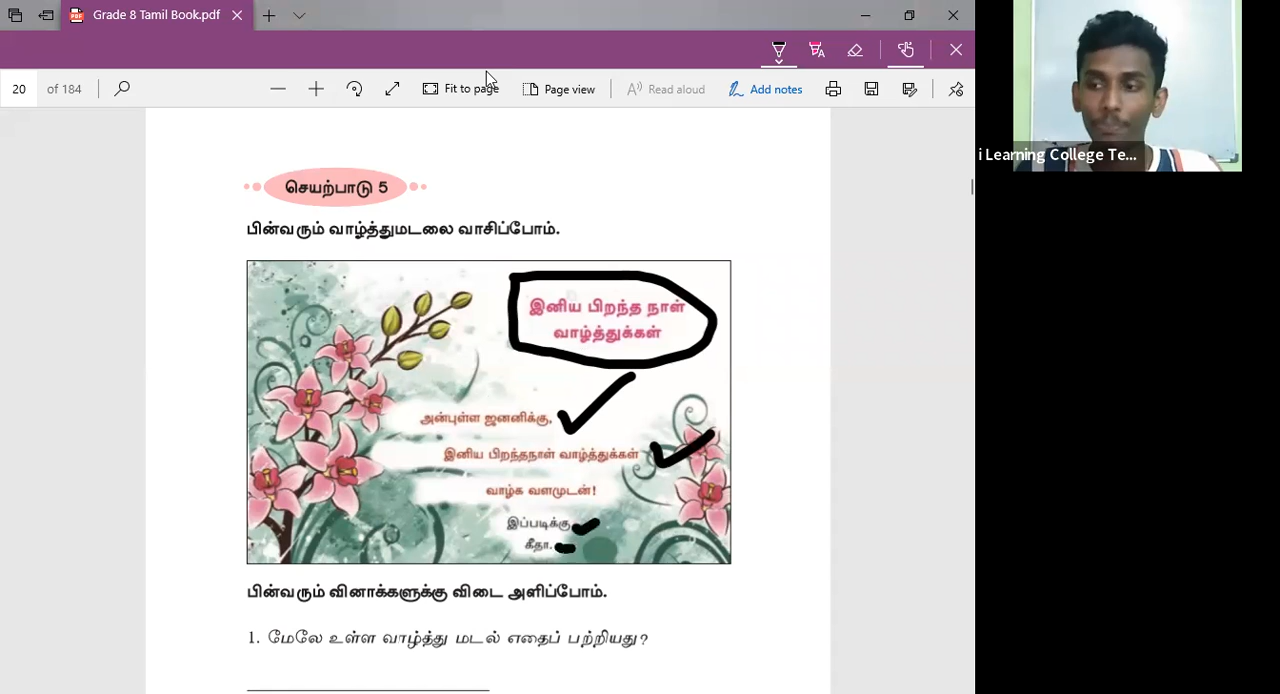 Grade 8 Tamil Book.pdf
20 of 184
Fit to page
Page view
Read aloud
Add notes
i Learning College Te...
செயற்பாடு 5
பின்வரும் வாழ்த்துமடலை வாசிப்போம்.
இனிய பிறந்த நாள்
வாழ்த்துக்கள்
அன்புள்ள ஜனனிக்கு,
இனிய பிறந்தநாள் வாழ்த்துக்கள்
வாழ்க வளமுடன்!
இப்படிக்கு
கீதா.
பின்வரும் வினாக்களுக்கு விடை அளிப்போம்.
1. மேலே உள்ள வாழ்த்து மடல் எதைப் பற்றியது?